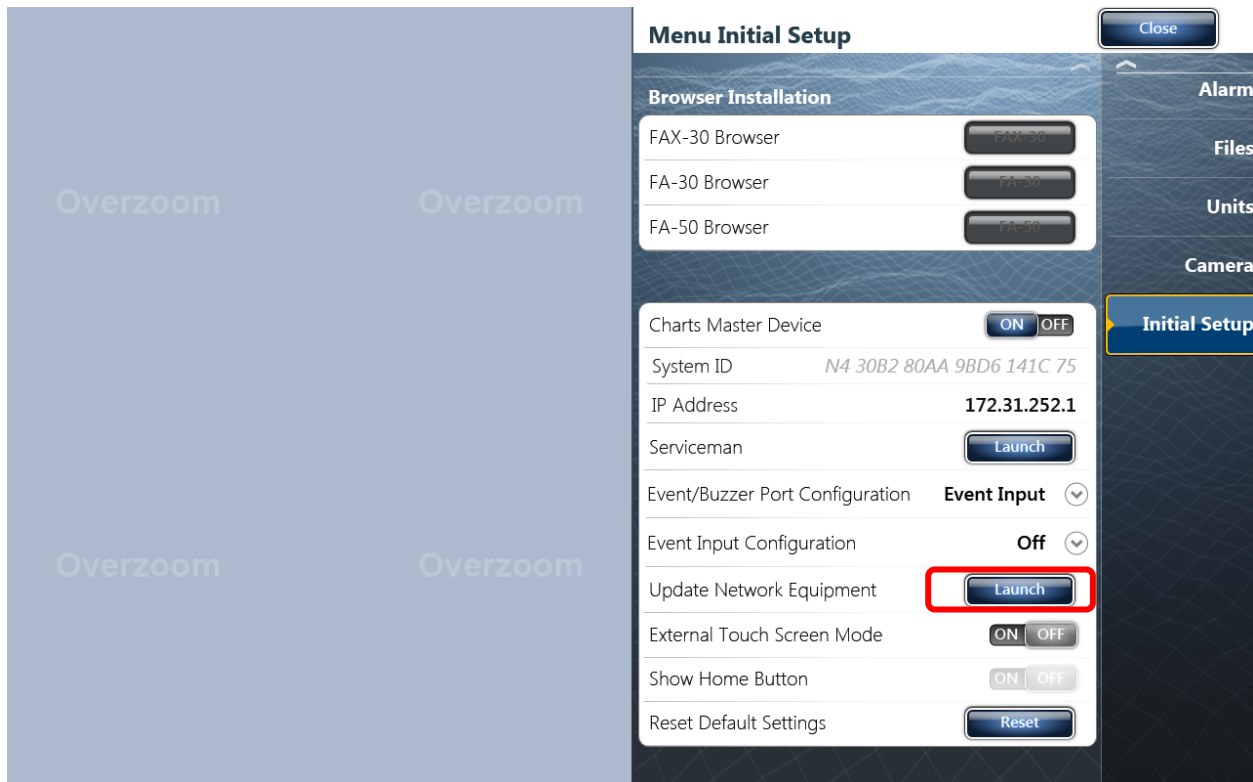 Menu Initial Setup
Close
Browser Installation
FAX-30 Browser FAX-30
FA-30 Browser FA-30
FA-50 Browser FA-50
Charts Master Device ON OFF
System ID N4 30B2 80AA 9BD6 141C 75
IP Address 172.31.252.1
Serviceman Launch
Event/Buzzer Port Configuration Event Input
Event Input Configuration Off
Update Network Equipment Launch
External Touch Screen Mode ON OFF
Show Home Button ON OFF
Reset Default Settings Reset
Alarm
Files
Units
Camera
Initial Setup
Overzoom Overzoom
Overzoom Overzoom